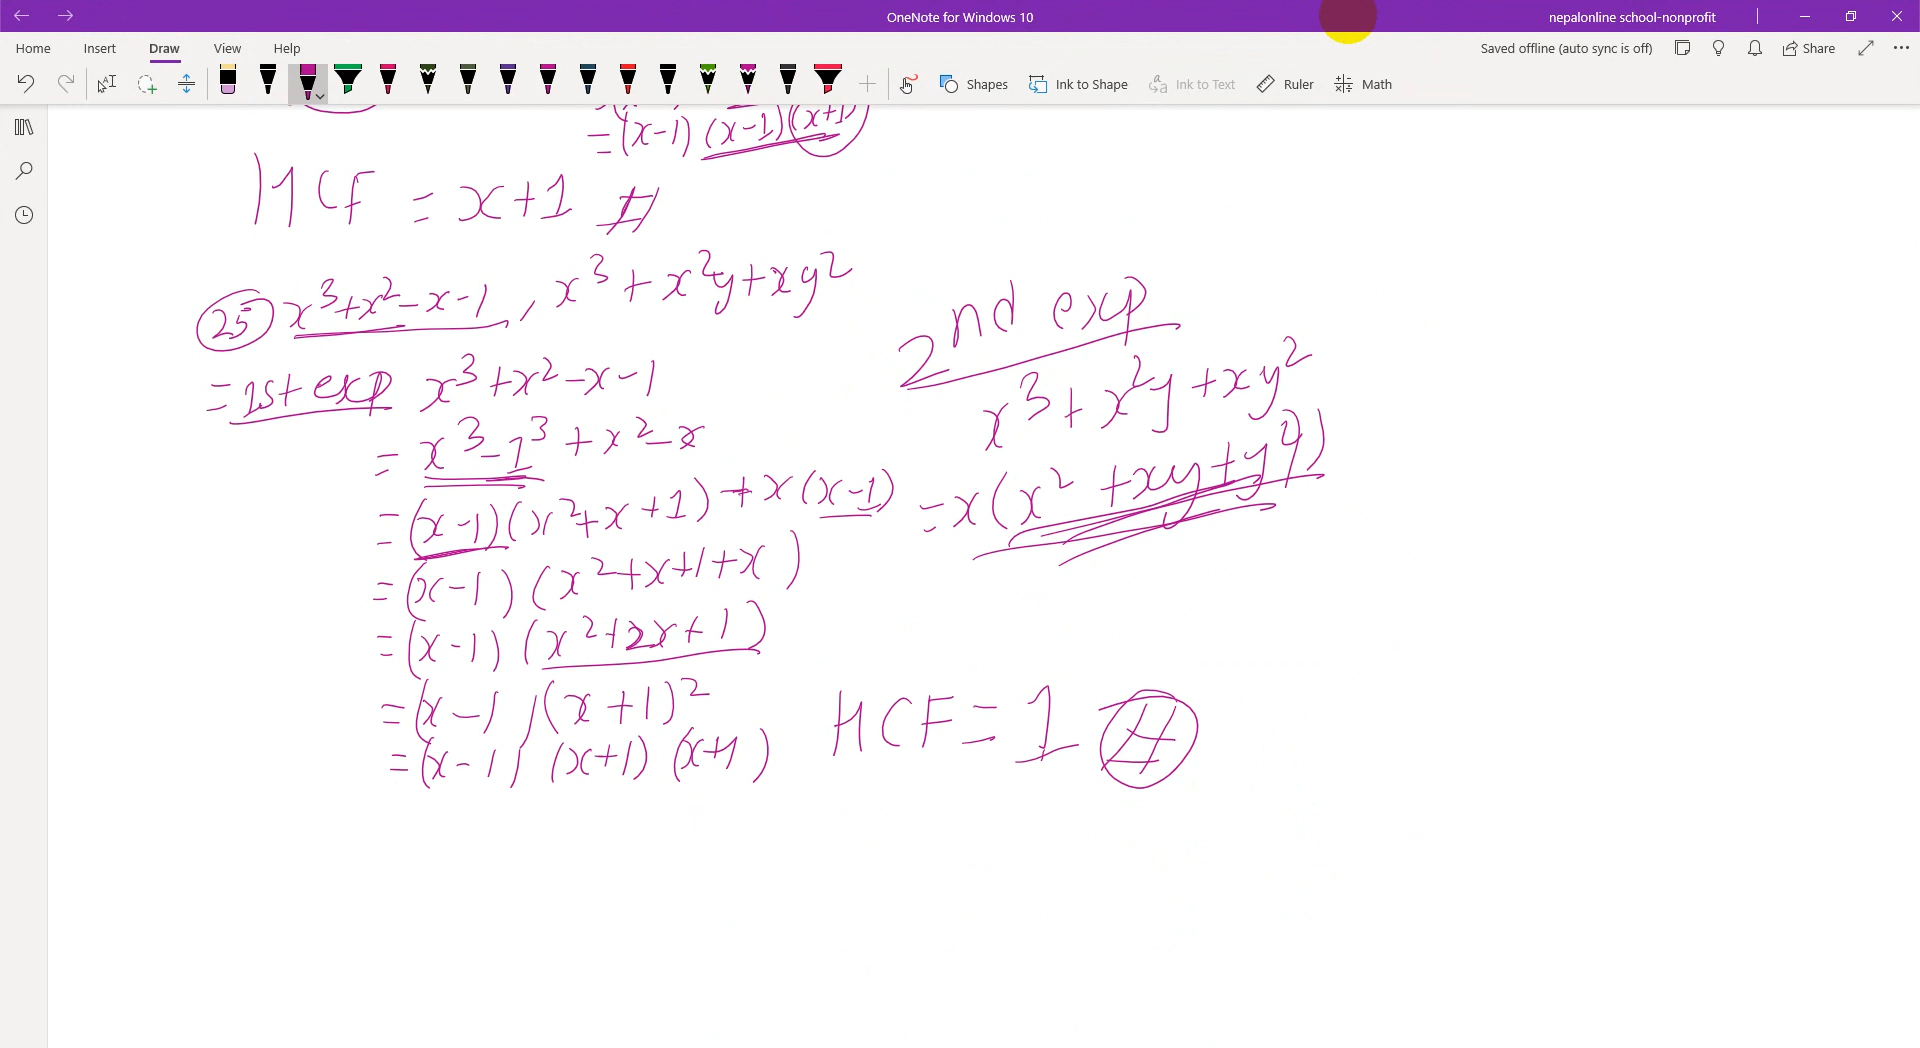 OneNote for Windows 10
nepalonline school-nonprofit
Home Insert Draw View Help
Saved offline (auto sync is off) Share
Shapes Ink to Shape Ink to Text Ruler Math
=(x-1) (x-1)(x+1)
HCF = x+1 #
25 x³+x²-x-1, x³+x²y+xy²
=1st exp x³+x²-x-1
= x³-1³+x²-x
=(x-1)(x²+x+1)+x(x-1)
=(x-1)(x²+x+1+x)
=(x-1)(x²+2x+1)
=(x-1)(x+1)²
=(x-1)(x+1)(x+1)
2nd exp
x³+x²y+xy²
=x(x²+xy+y²)
HCF=1 #